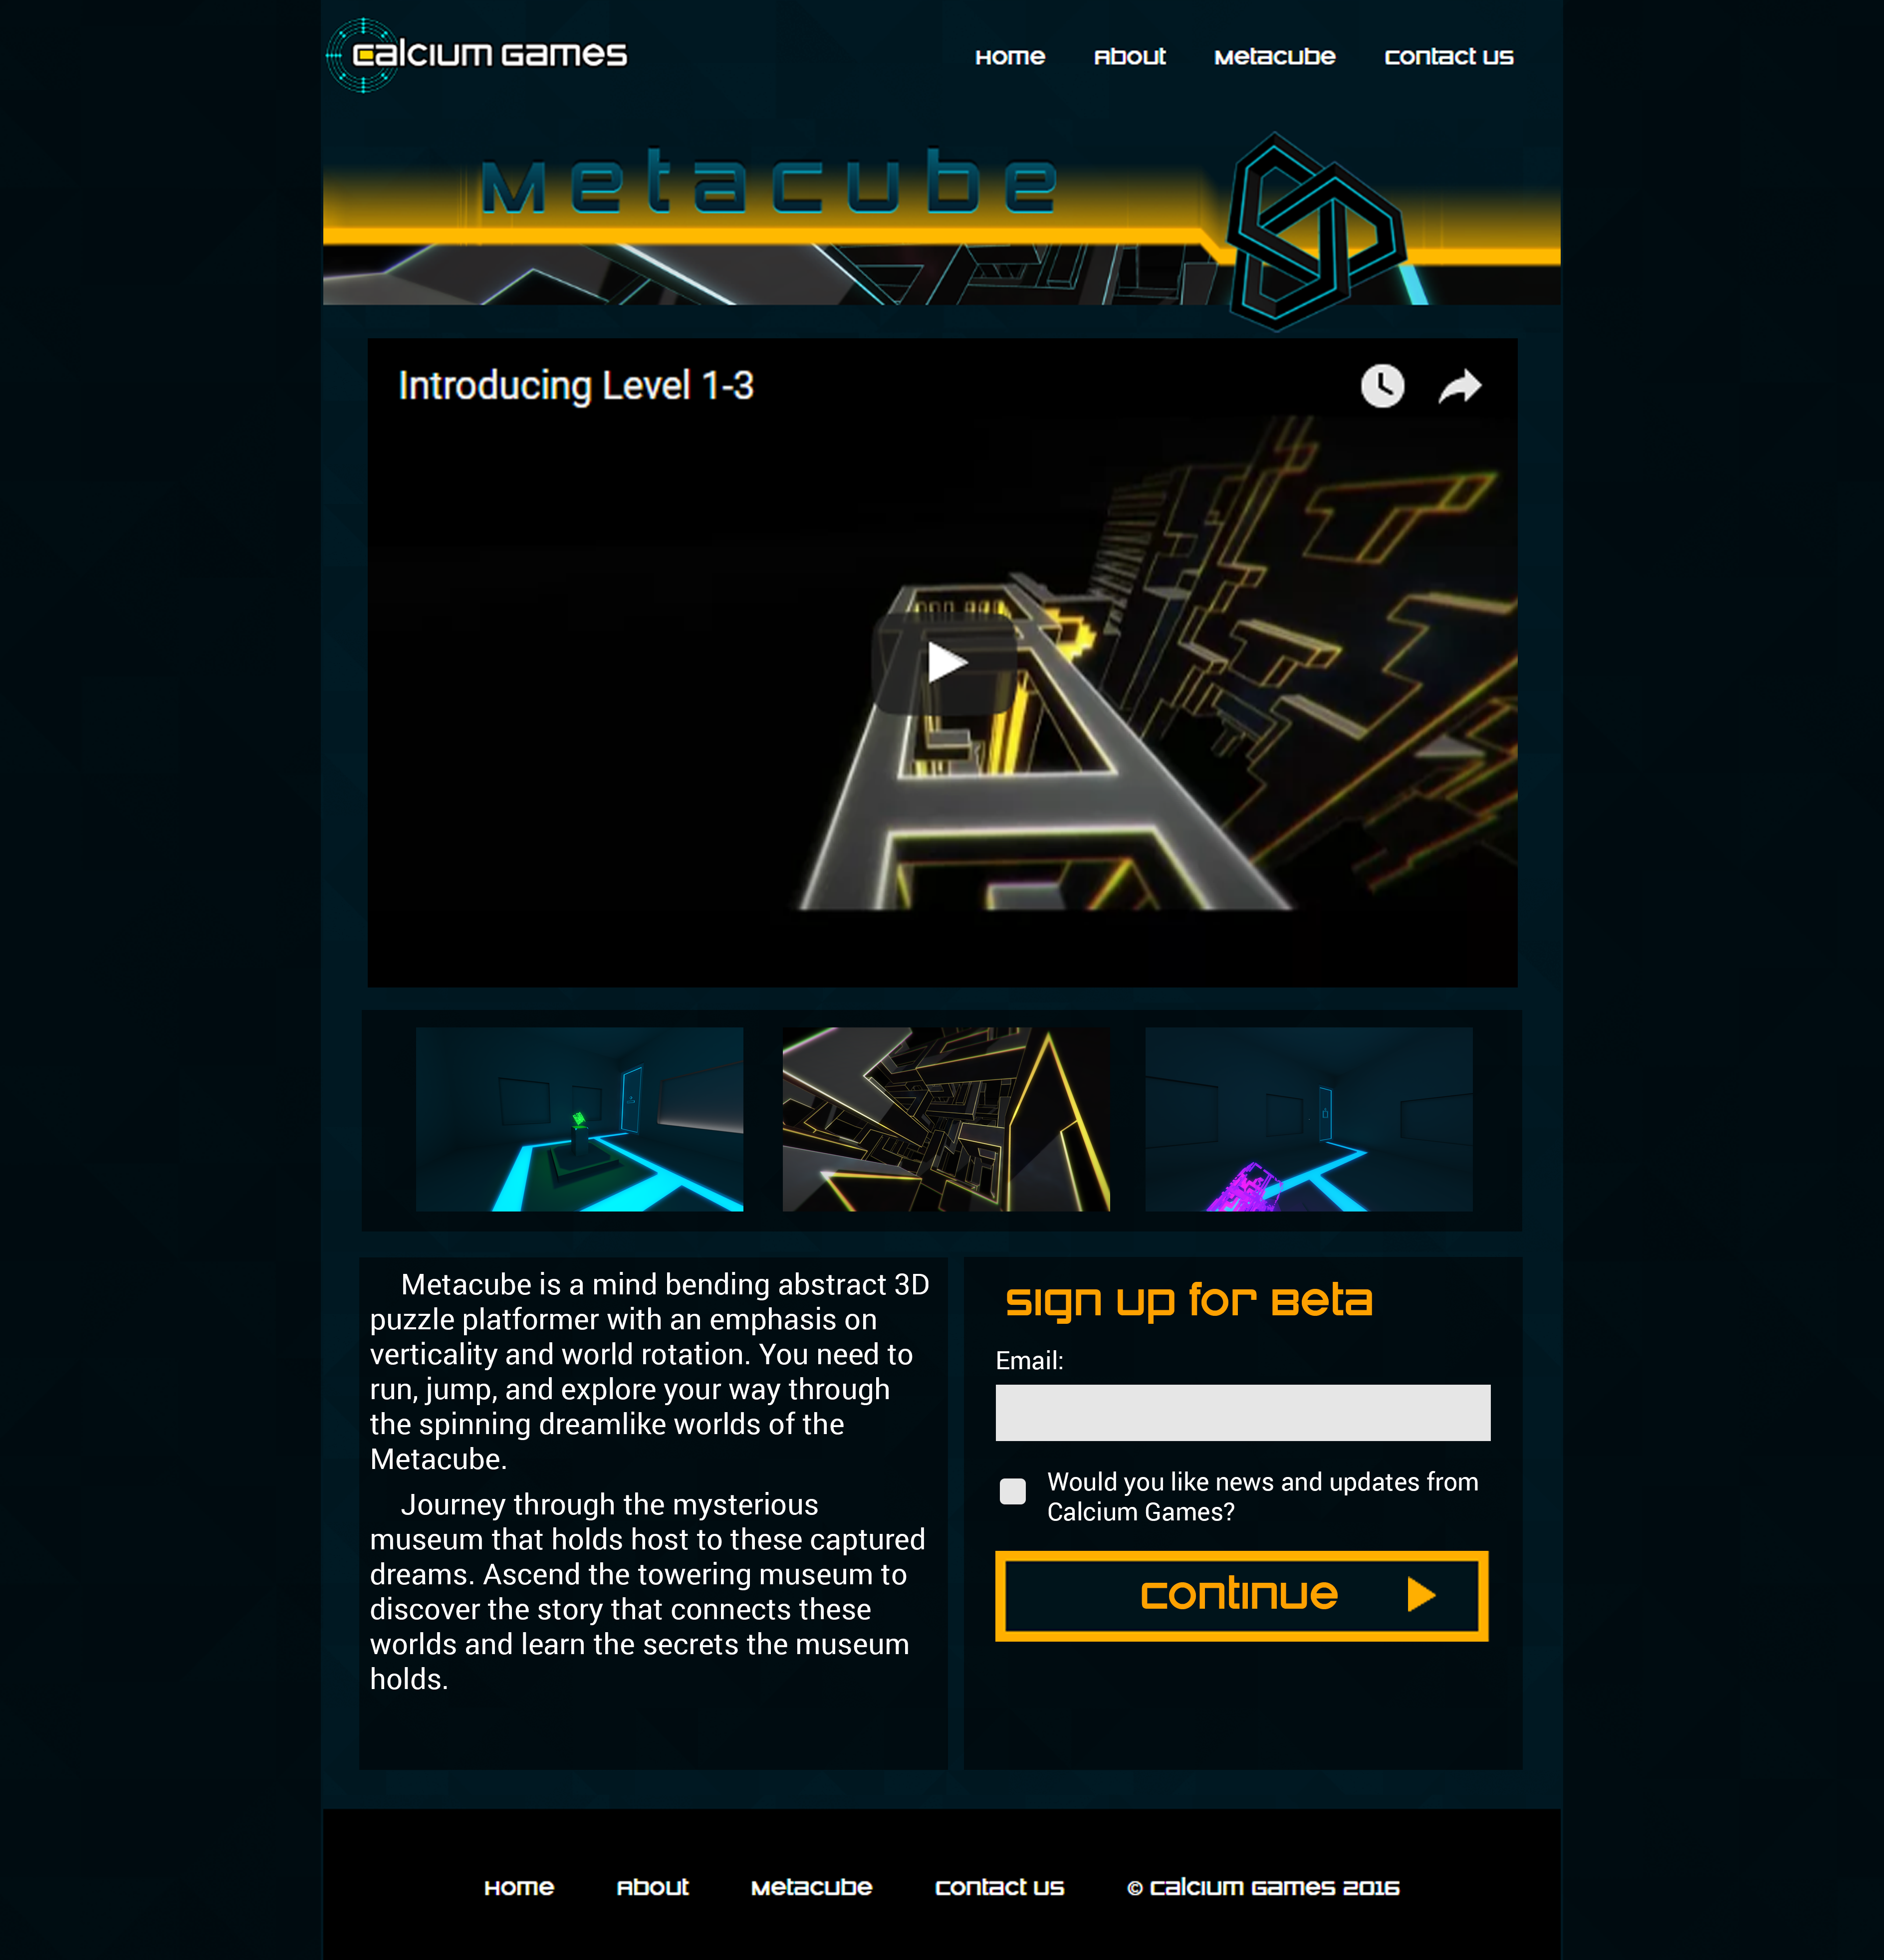 Calcium Games
Home About Metacube Contact Us
Metacube
Introducing Level 1-3
Metacube is a mind bending abstract 3D
puzzle platformer with an emphasis on
verticality and world rotation. You need to
run, jump, and explore your way through
the spinning dreamlike worlds of the
Metacube.
Journey through the mysterious
museum that holds host to these captured
dreams. Ascend the towering museum to
discover the story that connects these
worlds and learn the secrets the museum
holds.
Sign up for Beta
Email:
Would you like news and updates from
Calcium Games?
Continue
Home About Metacube Contact Us © Calcium Games 2016